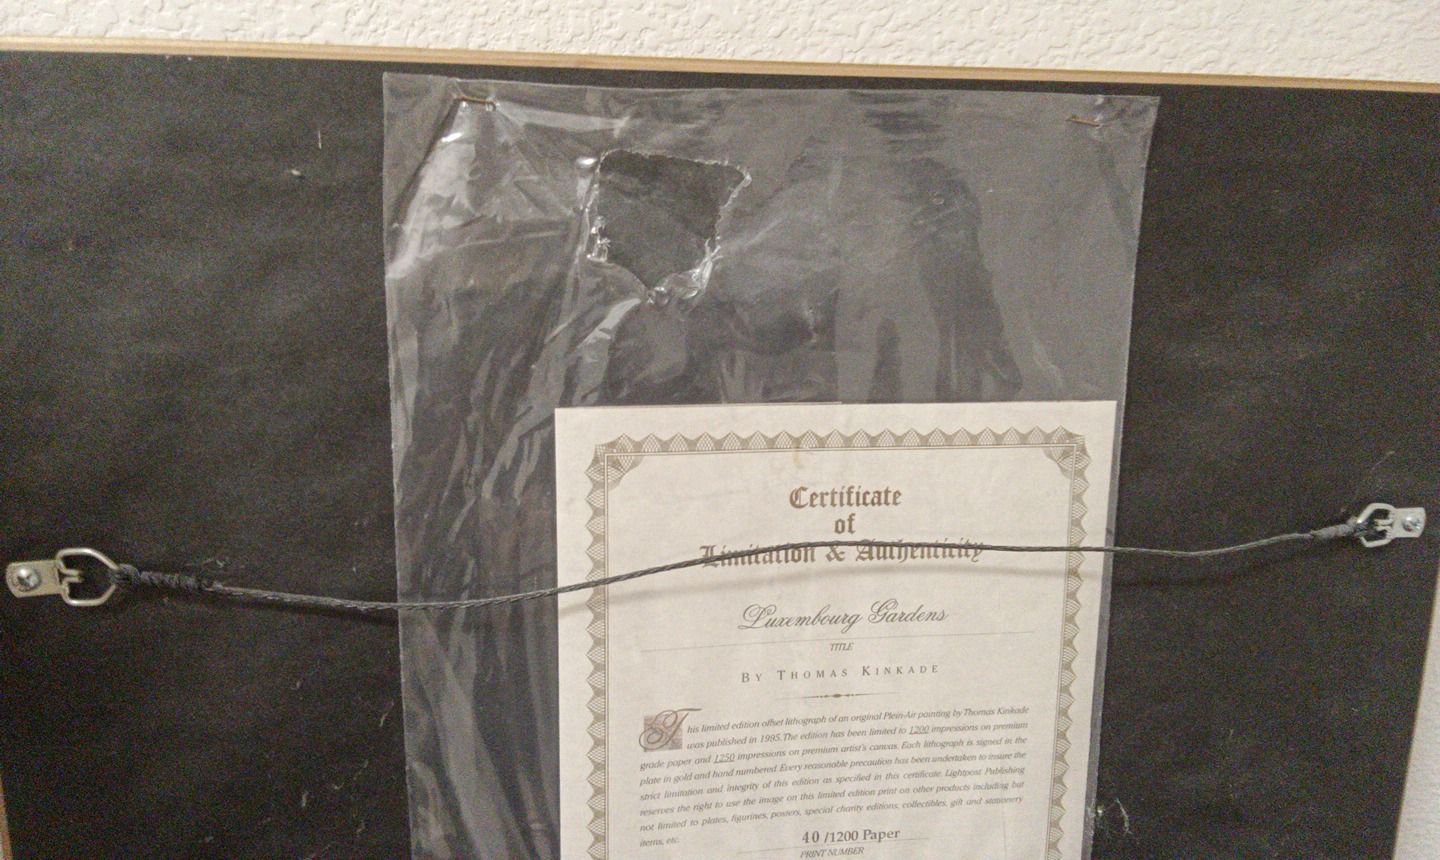 Certificate
of
Limitation & Authenticity
Luxembourg Gardens
TITLE
BY THOMAS KINKADE
This limited edition offset lithograph of an original Plein-Air painting by Thomas Kinkade
was published in 1995. The edition has been limited to 1200 impressions on premium
grade paper and 1250 impressions on premium artist's canvas. Each lithograph is signed in the
plate in gold and hand numbered. Every reasonable precaution has been undertaken to insure the
strict limitation and integrity of this edition as specified in this certificate. Lightpost Publishing
reserves the right to use the image on this limited edition print on other products including but
not limited to plates, figurines, posters, special charity editions, collectibles, gift and stationery
items, etc.
40/1200 Paper
PRINT NUMBER